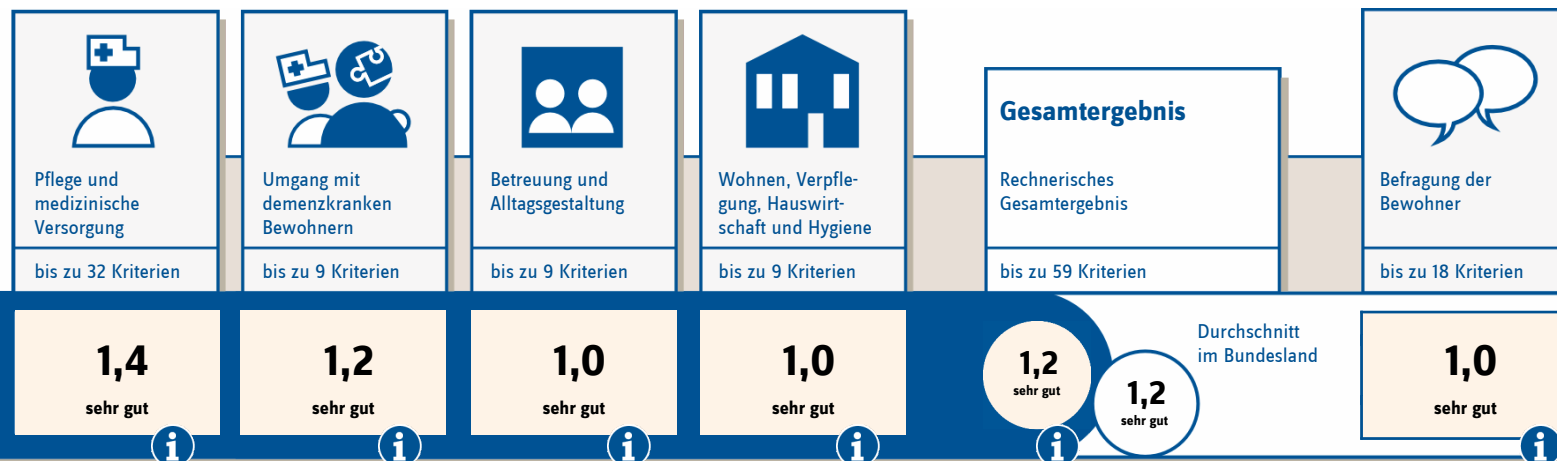 Pflege und
medizinische
Versorgung
bis zu 32 Kriterien
1,4
sehr gut
i
Umgang mit
demenzkranken
Bewohnern
bis zu 9 Kriterien
1,2
sehr gut
i
Betreuung und
Alltagsgestaltung
bis zu 9 Kriterien
1,0
sehr gut
i
Wohnen, Verpfle-
gung, Hauswirt-
schaft und Hygiene
bis zu 9 Kriterien
1,0
sehr gut
i
Gesamtergebnis
Rechnerisches
Gesamtergebnis
bis zu 59 Kriterien
1,2
sehr gut
i
Durchschnitt
im Bundesland
1,2
sehr gut
Befragung der
Bewohner
bis zu 18 Kriterien
1,0
sehr gut
i